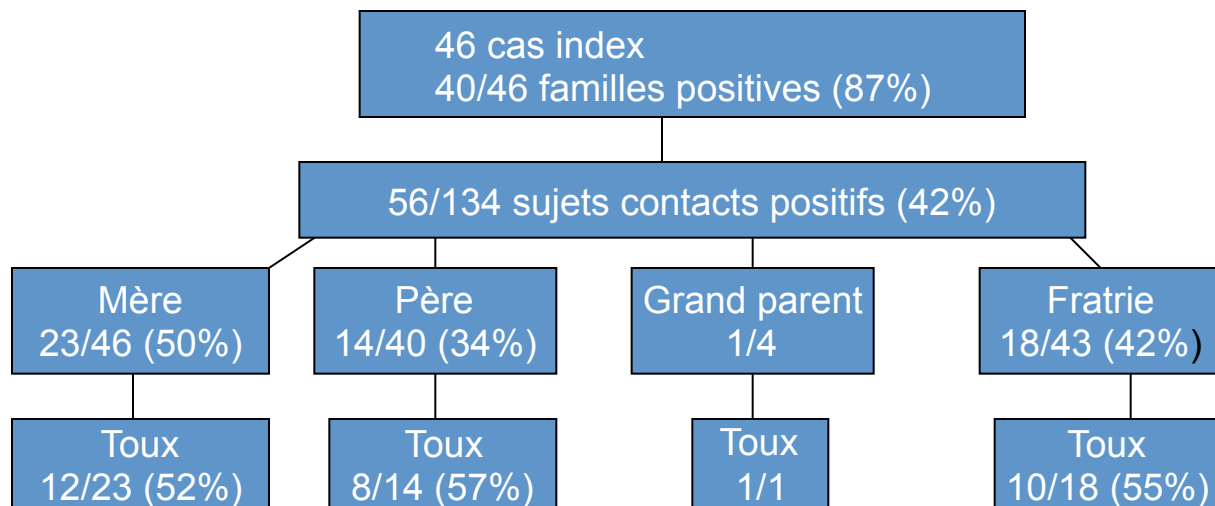 46 cas index
40/46 familles positives (87%)
56/134 sujets contacts positifs (42%)
Mère
23/46 (50%)
Père
14/40 (34%)
Grand parent
1/4
Fratrie
18/43 (42%)
Toux
12/23 (52%)
Toux
8/14 (57%)
Toux
1/1
Toux
10/18 (55%)